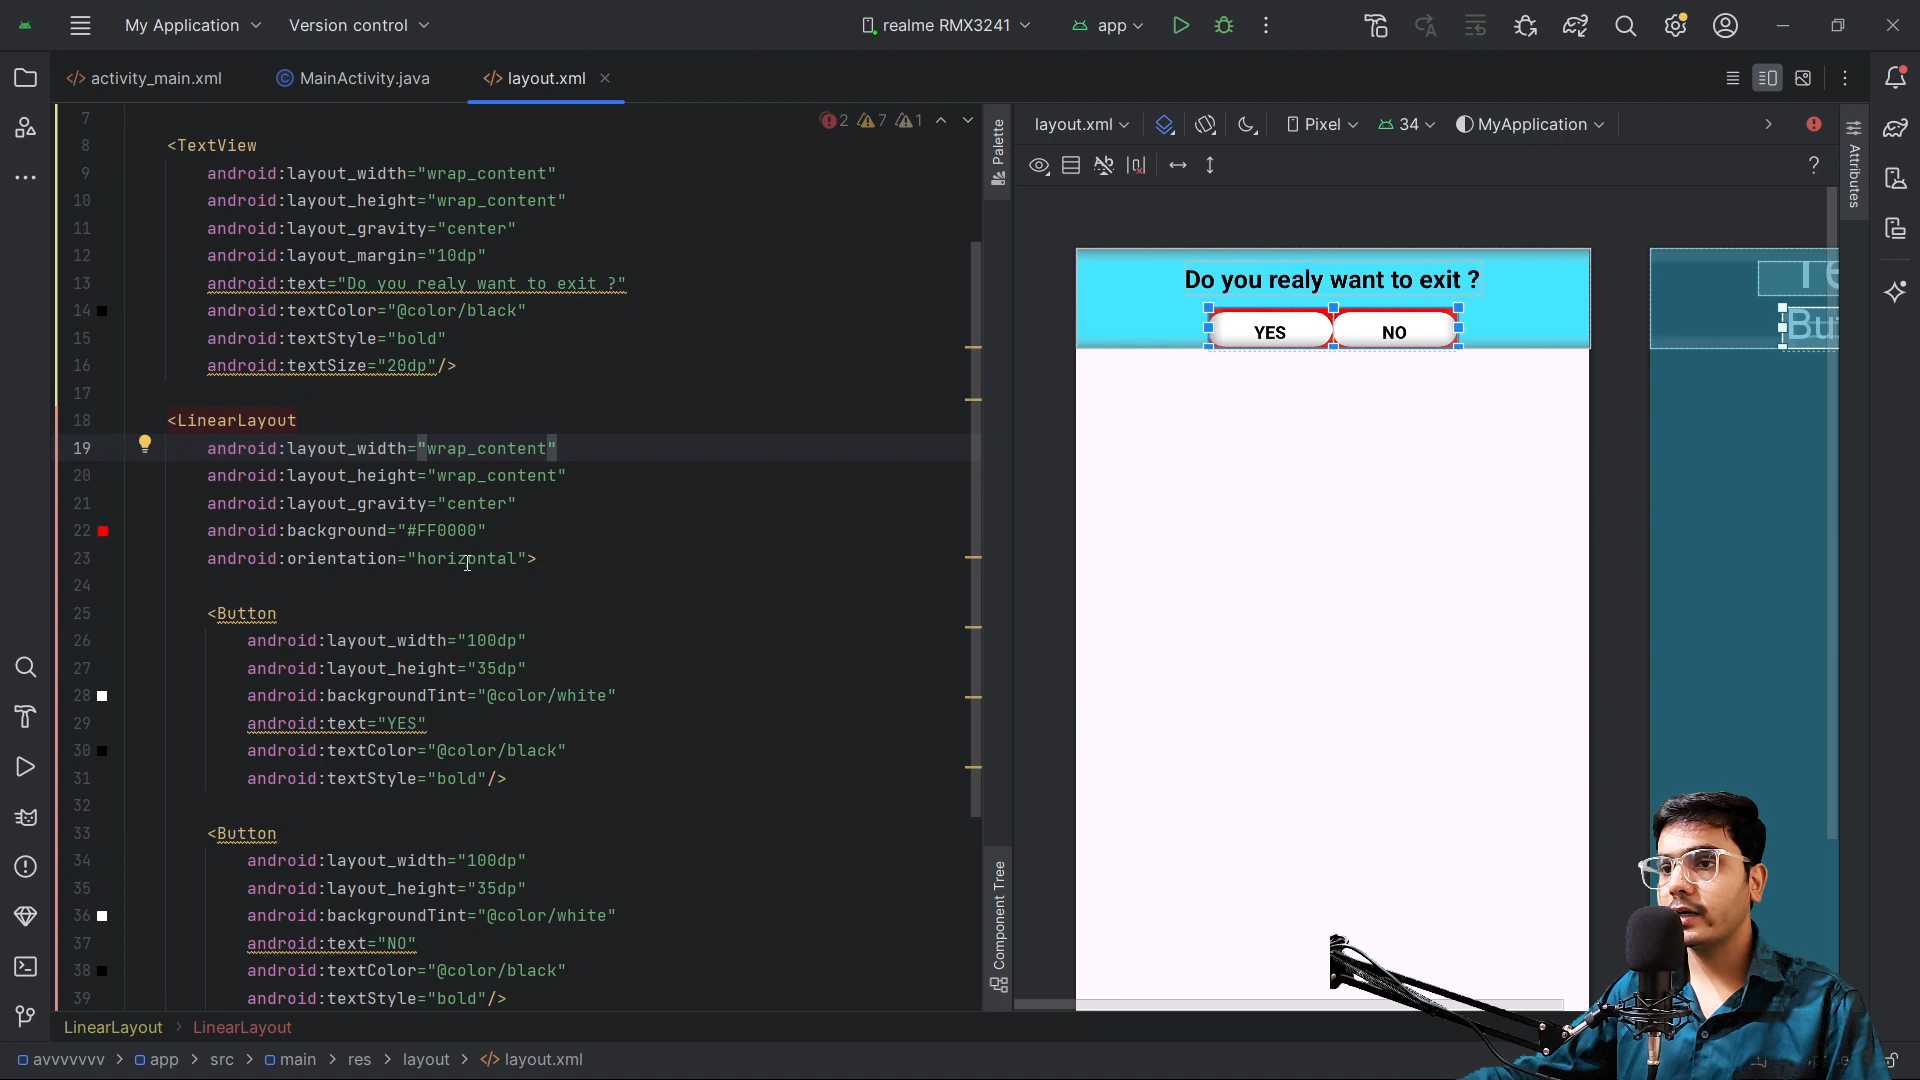 My Application
Version control
realme RMX3241
app
activity_main.xml
MainActivity.java
layout.xml
2 7 1
7
8 <TextView
9 android:layout_width="wrap_content"
10 android:layout_height="wrap_content"
11 android:layout_gravity="center"
12 android:layout_margin="10dp"
13 android:text="Do you realy want to exit ?"
14 android:textColor="@color/black"
15 android:textStyle="bold"
16 android:textSize="20dp"/>
17
18 <LinearLayout
19 android:layout_width="wrap_content"
20 android:layout_height="wrap_content"
21 android:layout_gravity="center"
22 android:background="#FF0000"
23 android:orientation="horizontal">
24
25 <Button
26 android:layout_width="100dp"
27 android:layout_height="35dp"
28 android:backgroundTint="@color/white"
29 android:text="YES"
30 android:textColor="@color/black"
31 android:textStyle="bold"/>
32
33 <Button
34 android:layout_width="100dp"
35 android:layout_height="35dp"
36 android:backgroundTint="@color/white"
37 android:text="NO"
38 android:textColor="@color/black"
39 android:textStyle="bold"/>
LinearLayout > LinearLayout
avvvvvvv > app > src > main > res > layout > layout.xml
Palette
Component Tree
layout.xml
Pixel
34
MyApplication
?
Attributes
Do you realy want to exit ?
YES
NO